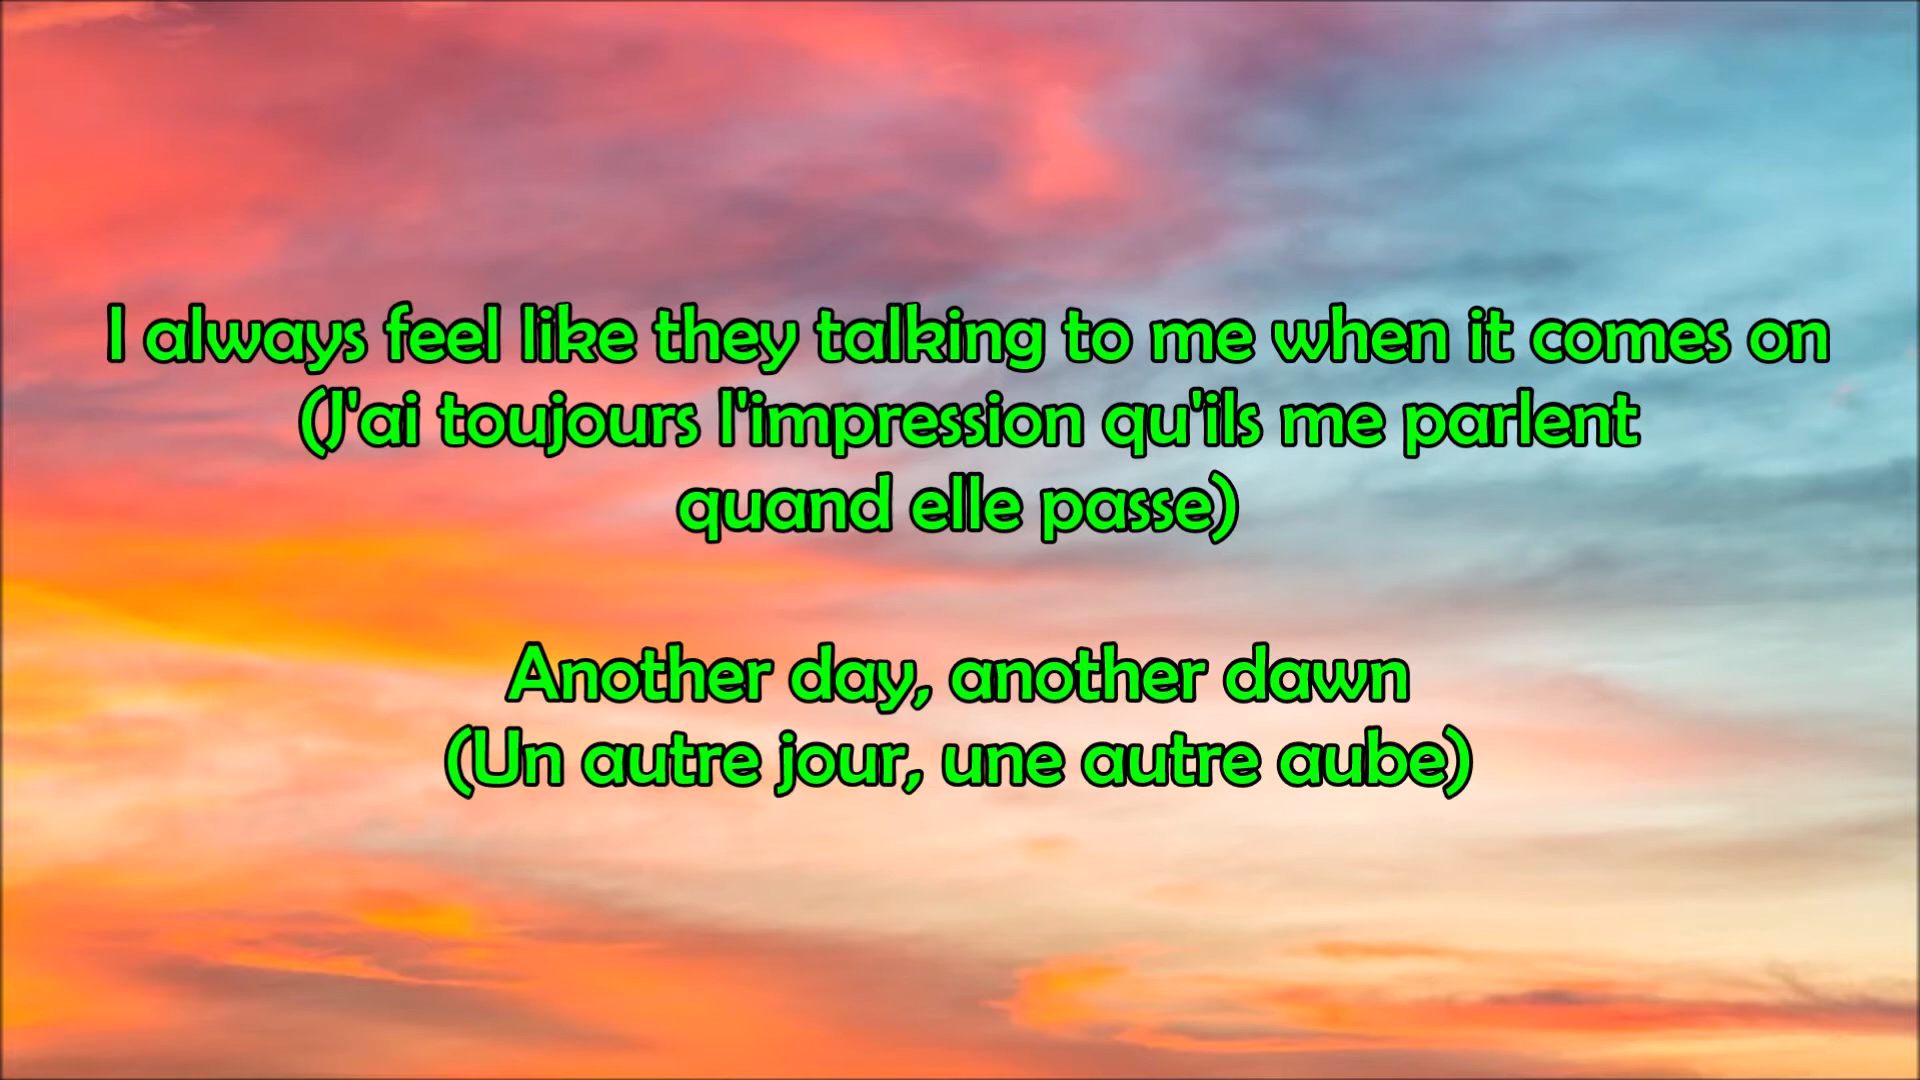 I always feel like they talking to me when it comes on
(J'ai toujours l'impression qu'ils me parlent
quand elle passe)
Another day, another dawn
(Un autre jour, une autre aube)